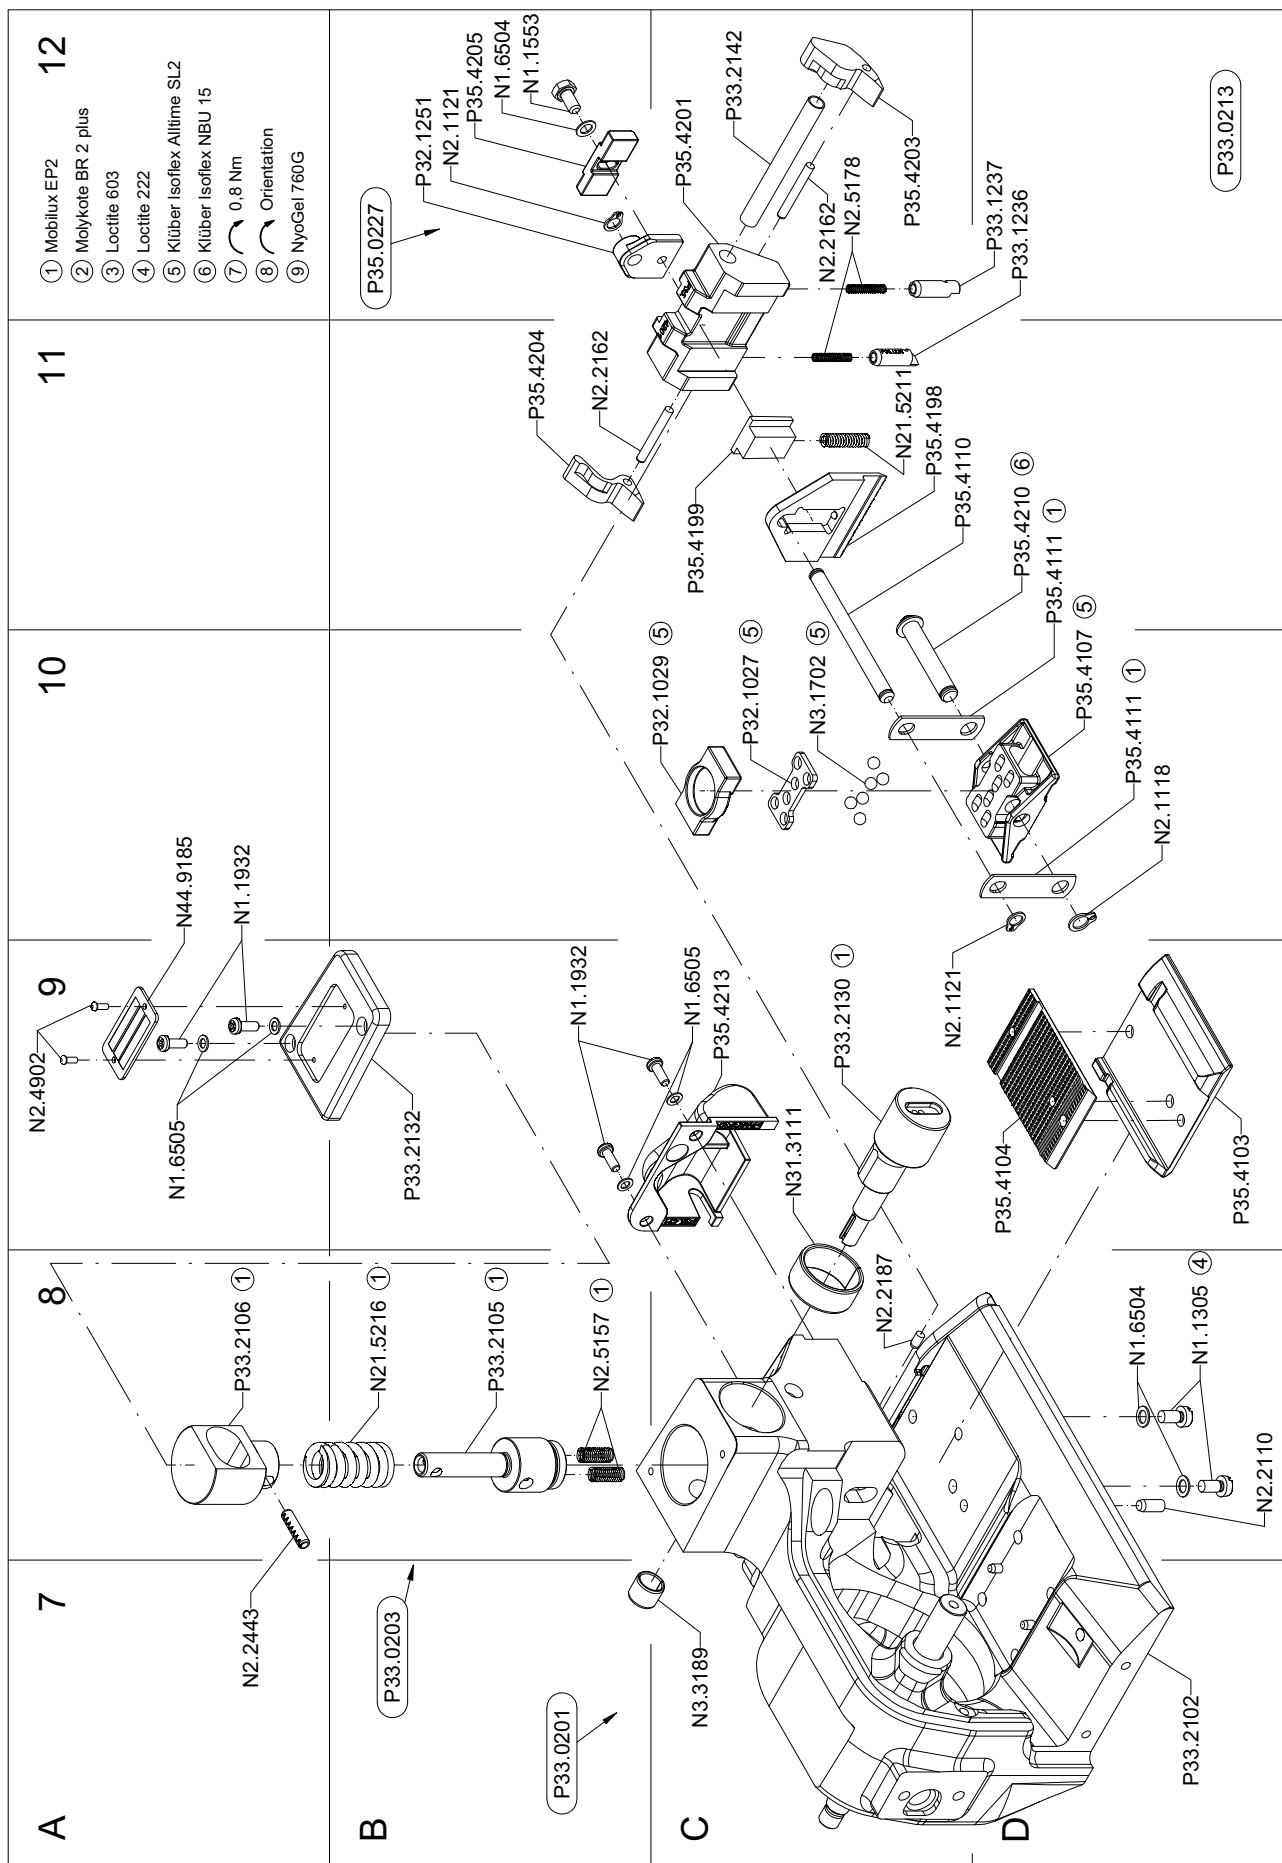 A
B
C
D
7
8
9
10
11
12
① Mobilux EP2
② Molykote BR 2 plus
③ Loctite 603
④ Loctite 222
⑤ Klüber Isoflex Alltime SL2
⑥ Klüber Isoflex NBU 15
⑦ 0,8 Nm
⑧ Orientation
⑨ NyoGel 760G
N2.2443
P33.2106 ①
N21.5216 ①
P33.2105 ①
N2.5157 ①
N2.4902
N44.9185
N1.1932
N1.6505
P33.2132
P33.0203
P33.0201
N3.3189
N1.1932
N1.6505
P35.4213
N31.3111
P33.2130 ①
N2.2187
P33.2102
N1.6504
N1.1305 ④
N2.2110
P35.4104
P35.4103
P32.1029 ⑤
P32.1027 ⑤
N3.1702 ⑤
N2.1121
N2.1118
P35.4111 ①
P35.4107 ⑤
P35.4111 ①
P35.4210 ⑥
P35.4110
P35.4198
N21.5211
P35.4199
P35.4204
N2.2162
P35.0227
P32.1251
N2.1121
P35.4205
N1.6504
N1.1553
P35.4201
P33.2142
P35.4203
N2.2162
N2.5178
P33.1237
P33.1236
P33.0213